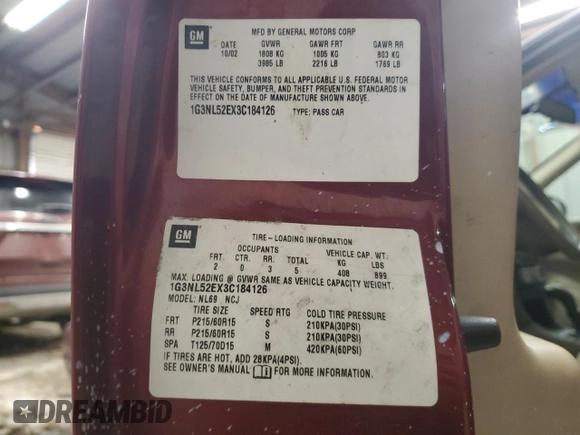 GM
MFD BY GENERAL MOTORS CORP
DATE GVWR GAWR FRT GAWR RR
10/02 1808 KG 1005 KG 803 KG
3985 LB 2216 LB 1769 LB
THIS VEHICLE CONFORMS TO ALL APPLICABLE U.S. FEDERAL MOTOR
VEHICLE SAFETY, BUMPER, AND THEFT PREVENTION STANDARDS IN
EFFECT ON THE DATE OF MANUFACTURE SHOWN ABOVE.
1G3NL52EX3C184126 TYPE: PASS CAR
GM
TIRE-LOADING INFORMATION
OCCUPANTS VEHICLE CAP. WT.
FRT. CTR. RR. TOTAL KG LBS
2 0 3 5 408 899
MAX. LOADING @ GVWR SAME AS VEHICLE CAPACITY WEIGHT.
1G3NL52EX3C184126
MODEL: NL69 NCJ
TIRE SIZE SPEED RTG COLD TIRE PRESSURE
FRT P215/60R15 S 210KPA(30PSI)
RR P215/60R15 S 210KPA(30PSI)
SPA T125/70D15 M 420KPA(60PSI)
IF TIRES ARE HOT, ADD 28KPA(4PSI).
SEE OWNER'S MANUAL FOR MORE INFORMATION.
DREAMBID